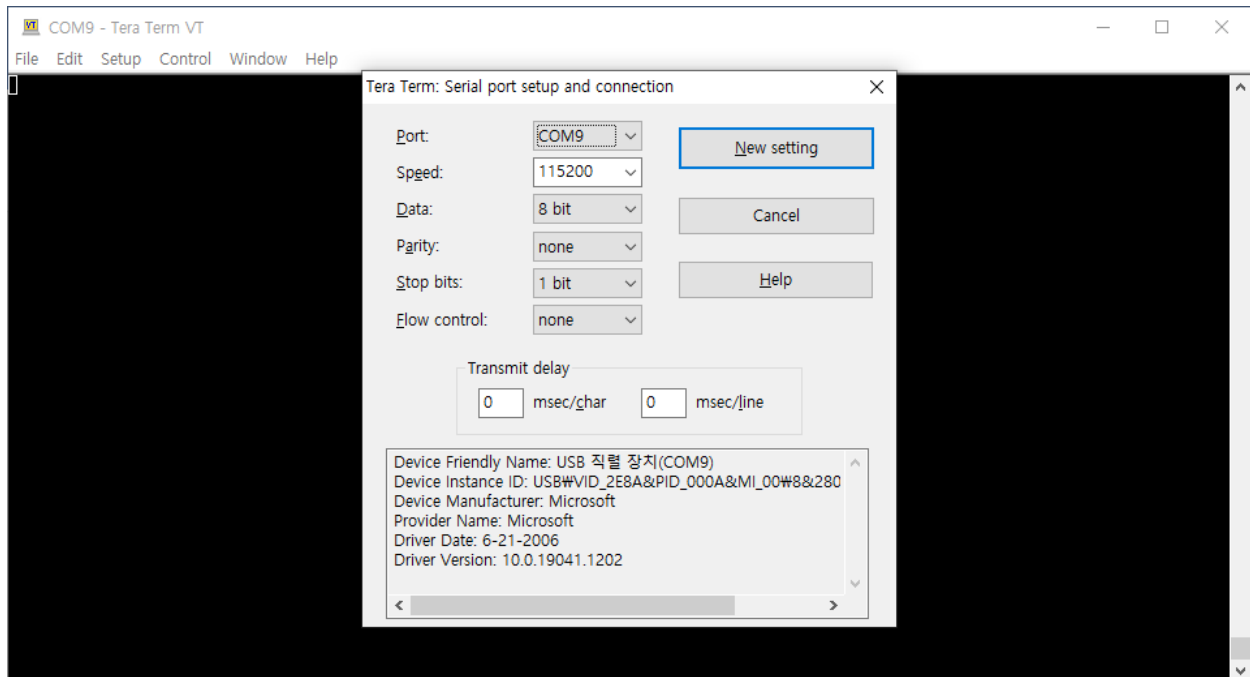 VT COM9 - Tera Term VT
File Edit Setup Control Window Help
Tera Term: Serial port setup and connection
Port: COM9
New setting
Speed: 115200
Data: 8 bit
Cancel
Parity: none
Stop bits: 1 bit
Help
Flow control: none
Transmit delay
0 msec/char 0 msec/line
Device Friendly Name: USB 직렬 장치(COM9)
Device Instance ID: USB₩VID_2E8A&PID_000A&MI_00₩8&280
Device Manufacturer: Microsoft
Provider Name: Microsoft
Driver Date: 6-21-2006
Driver Version: 10.0.19041.1202